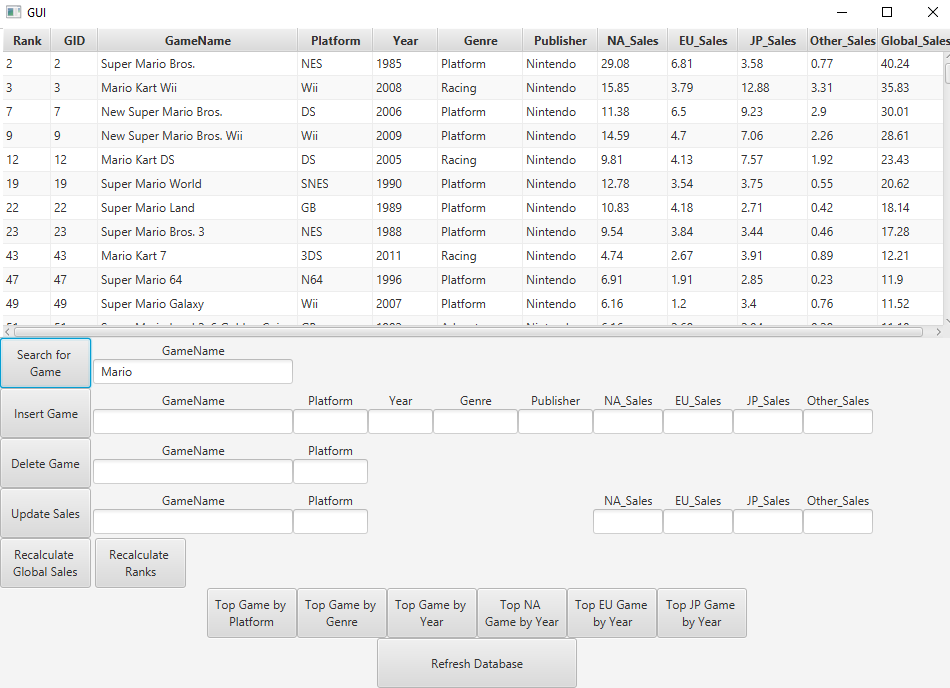 GUI
Rank GID GameName Platform Year Genre Publisher NA_Sales EU_Sales JP_Sales Other_Sales Global_Sales
2 2 Super Mario Bros. NES 1985 Platform Nintendo 29.08 6.81 3.58 0.77 40.24
3 3 Mario Kart Wii Wii 2008 Racing Nintendo 15.85 3.79 12.88 3.31 35.83
7 7 New Super Mario Bros. DS 2006 Platform Nintendo 11.38 6.5 9.23 2.9 30.01
9 9 New Super Mario Bros. Wii Wii 2009 Platform Nintendo 14.59 4.7 7.06 2.26 28.61
12 12 Mario Kart DS DS 2005 Racing Nintendo 9.81 4.13 7.57 1.92 23.43
19 19 Super Mario World SNES 1990 Platform Nintendo 12.78 3.54 3.75 0.55 20.62
22 22 Super Mario Land GB 1989 Platform Nintendo 10.83 4.18 2.71 0.42 18.14
23 23 Super Mario Bros. 3 NES 1988 Platform Nintendo 9.54 3.84 3.44 0.46 17.28
43 43 Mario Kart 7 3DS 2011 Racing Nintendo 4.74 2.67 3.91 0.89 12.21
47 47 Super Mario 64 N64 1996 Platform Nintendo 6.91 1.91 2.85 0.23 11.9
49 49 Super Mario Galaxy Wii 2007 Platform Nintendo 6.16 1.2 3.4 0.76 11.52
Search for
Game
GameName
Mario
Insert Game
GameName Platform Year Genre Publisher NA_Sales EU_Sales JP_Sales Other_Sales
Delete Game
GameName Platform
Update Sales
GameName Platform NA_Sales EU_Sales JP_Sales Other_Sales
Recalculate
Global Sales
Recalculate
Ranks
Top Game by
Platform
Top Game by
Genre
Top Game by
Year
Top NA
Game by Year
Top EU Game
by Year
Top JP Game
by Year
Refresh Database